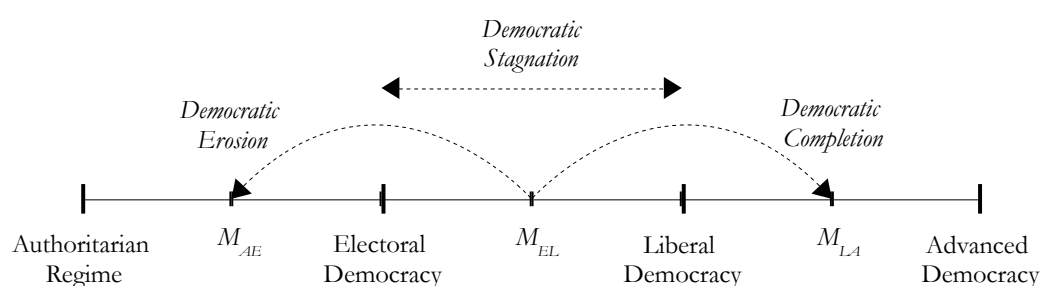 Democratic
Stagnation
Democratic
Erosion
Democratic
Completion
Authoritarian
Regime
M_AE
Electoral
Democracy
M_EL
Liberal
Democracy
M_LA
Advanced
Democracy